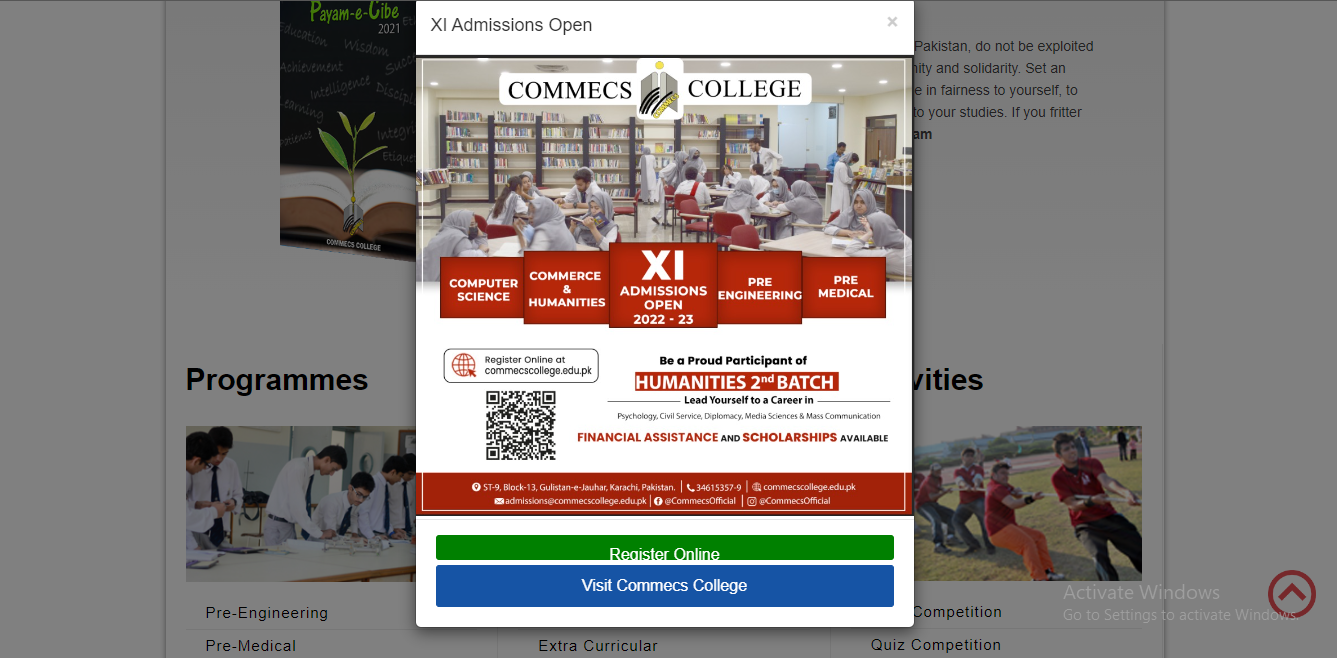 XI Admissions Open
×
Payam-e-Cibe
2021
Education
Wisdom
Achievement
Intelligence
Learning
COMMECS COLLEGE
Pakistan, do not be exploited
nity and solidarity. Set an
e in fairness to yourself, to
to your studies. If you fritter
am
COMMECS COLLEGE
COMPUTER
SCIENCE
COMMERCE
&
HUMANITIES
XI
ADMISSIONS
OPEN
2022 - 23
PRE
ENGINEERING
PRE
MEDICAL
Register Online at
commecscollege.edu.pk
Be a Proud Participant of
HUMANITIES 2nd BATCH
Lead Yourself to a Career in
Psychology, Civil Service, Diplomacy, Media Sciences & Mass Communication
FINANCIAL ASSISTANCE AND SCHOLARSHIPS AVAILABLE
ST-9, Block-13, Gulistan-e-Jauhar, Karachi, Pakistan. | 34615357-9 | commecscollege.edu.pk
admissions@commecscollege.edu.pk | @CommecsOfficial | @CommecsOfficial
Register Online
Visit Commecs College
Programmes
vities
Pre-Engineering
Pre-Medical
Extra Curricular
Competition
Quiz Competition
Activate Windows
Go to Settings to activate Windows.